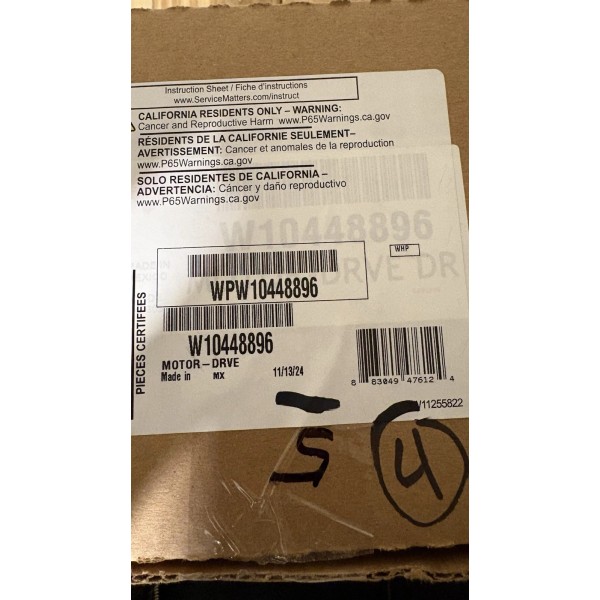 Instruction Sheet / Fiche d'instructions
www.ServiceMatters.com/instruct
CALIFORNIA RESIDENTS ONLY – WARNING:
Cancer and Reproductive Harm www.P65Warnings.ca.gov
RÉSIDENTS DE LA CALIFORNIE SEULEMENT–
AVERTISSEMENT: Cancer et anomales de la reproduction
www.P65Warnings.ca.gov
SOLO RESIDENTES DE CALIFORNIA –
ADVERTENCIA: Cáncer y daño reproductivo
www.P65Warnings.ca.gov
W10448896
WHP
DRVE DR
WPW10448896
PIECES CERTIFEES
W10448896
MOTOR–DRVE
Made in MX 11/13/24
8 83049 47612 4
W11255822
5
4